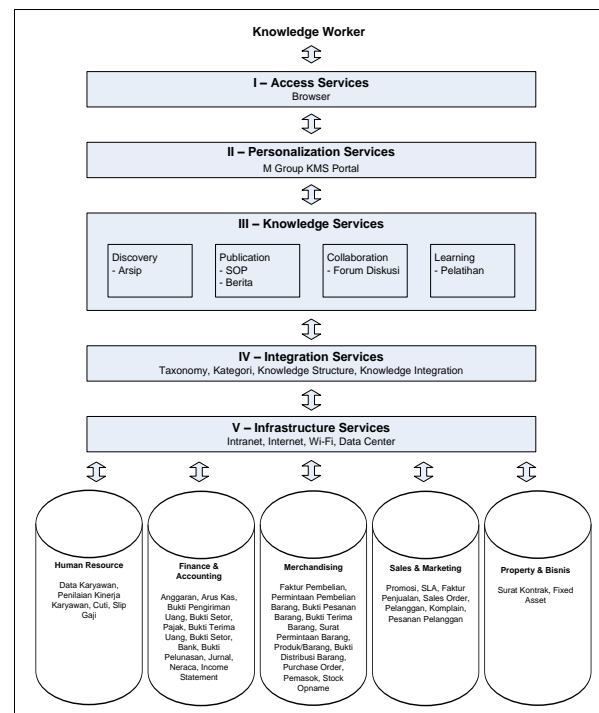 Knowledge Worker
I – Access Services
Browser
II – Personalization Services
M Group KMS Portal
III – Knowledge Services
Discovery
- Arsip
Publication
- SOP
- Berita
Collaboration
- Forum Diskusi
Learning
- Pelatihan
IV – Integration Services
Taxonomy, Kategori, Knowledge Structure, Knowledge Integration
V – Infrastructure Services
Intranet, Internet, Wi-Fi, Data Center
Human Resource
Data Karyawan,
Penilaian Kinerja
Karyawan, Cuti, Slip
Gaji
Finance &
Accounting
Anggaran, Arus Kas,
Bukti Pengiriman
Uang, Bukti Setor,
Pajak, Bukti Terima
Uang, Bukti Setor,
Bank, Bukti
Pelunasan, Jurnal,
Neraca, Income
Statement
Merchandising
Faktur Pembelian,
Permintaan Pembelian
Barang, Bukti Pesanan
Barang, Bukti Terima
Barang, Surat
Permintaan Barang,
Produk/Barang, Bukti
Distribusi Barang,
Purchase Order,
Pemasok, Stock
Opname
Sales & Marketing
Promosi, SLA, Faktur
Penjualan, Sales Order,
Pelanggan, Komplain,
Pesanan Pelanggan
Property & Bisnis
Surat Kontrak, Fixed
Asset